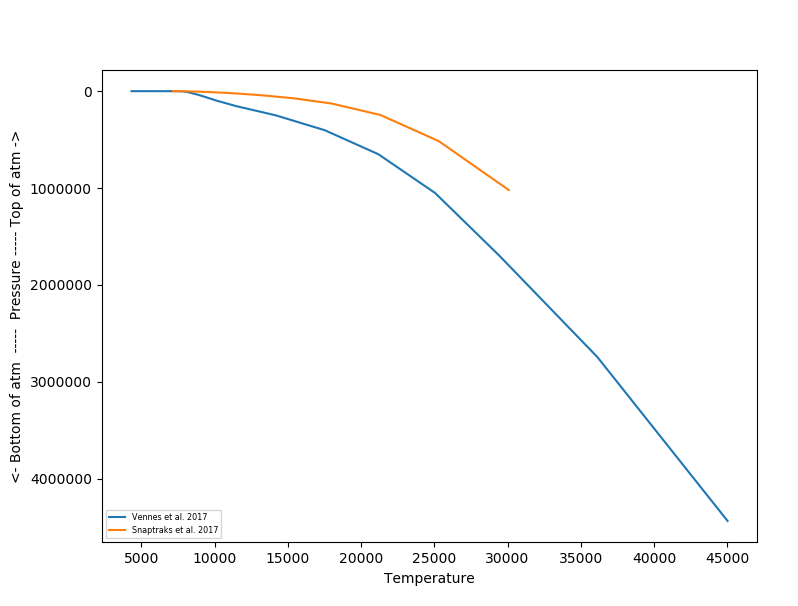 0
1000000
2000000
3000000
4000000
<- Bottom of atm ----- Pressure ----- Top of atm ->
Vennes et al. 2017
Snaptraks et al. 2017
5000 10000 15000 20000 25000 30000 35000 40000 45000
Temperature